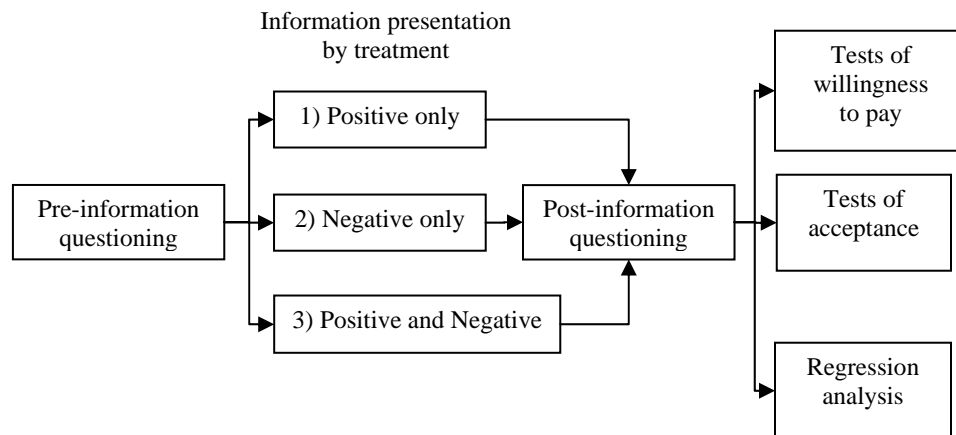 Information presentation
by treatment
1) Positive only
Pre-information
questioning
2) Negative only
3) Positive and Negative
Post-information
questioning
Tests of
willingness
to pay
Tests of
acceptance
Regression
analysis